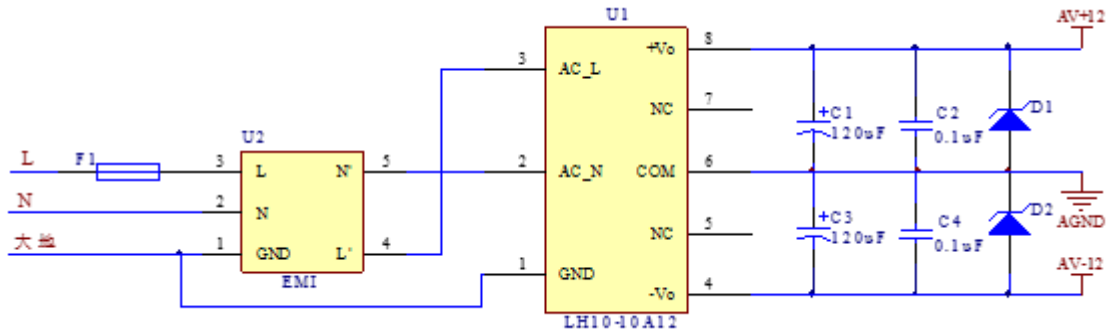 U1
AV+12
+Vo 8
3 AC_L
NC 7
U2
+C1 120uF
C2 0.1uF
D1
L F1 3 L N' 5
2 AC_N COM 6
N 2 N
AGND
大地 1 GND L' 4
+C3 120uF
C4 0.1uF
D2
NC 5
1 GND
EMI
-Vo 4
AV-12
LH10-10A12